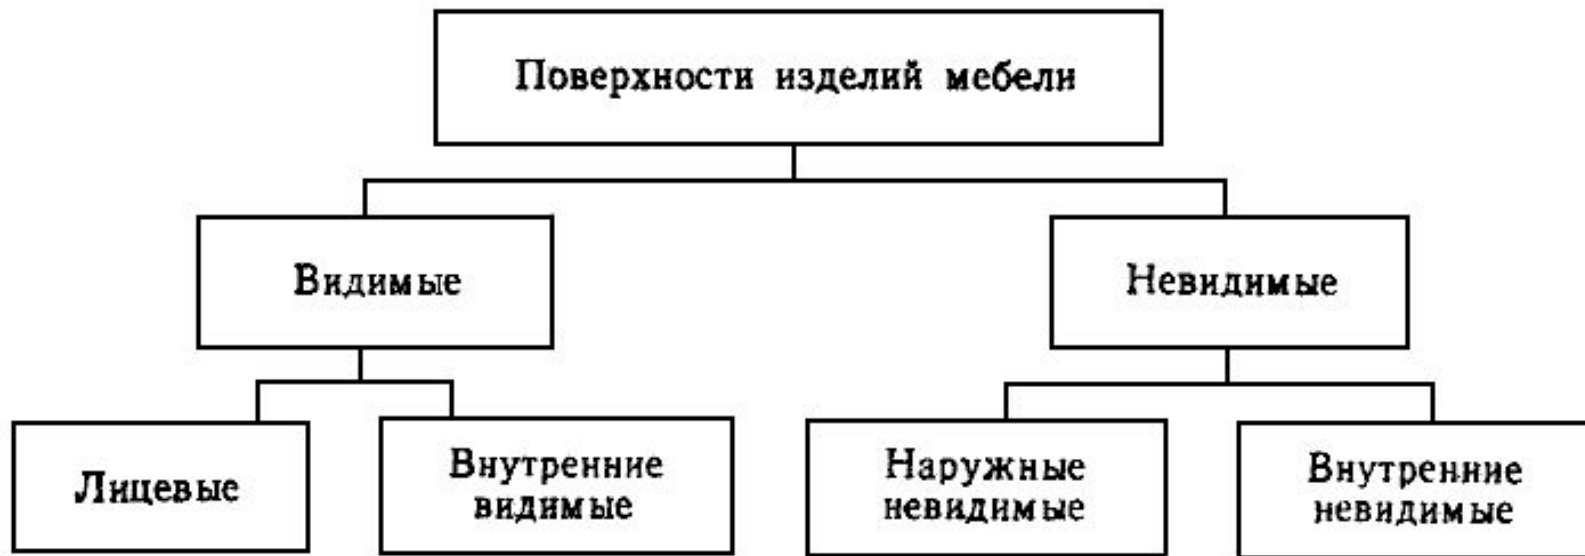 Поверхности изделий мебели
Видимые
Невидимые
Лицевые
Внутренние
видимые
Наружные
невидимые
Внутренние
невидимые